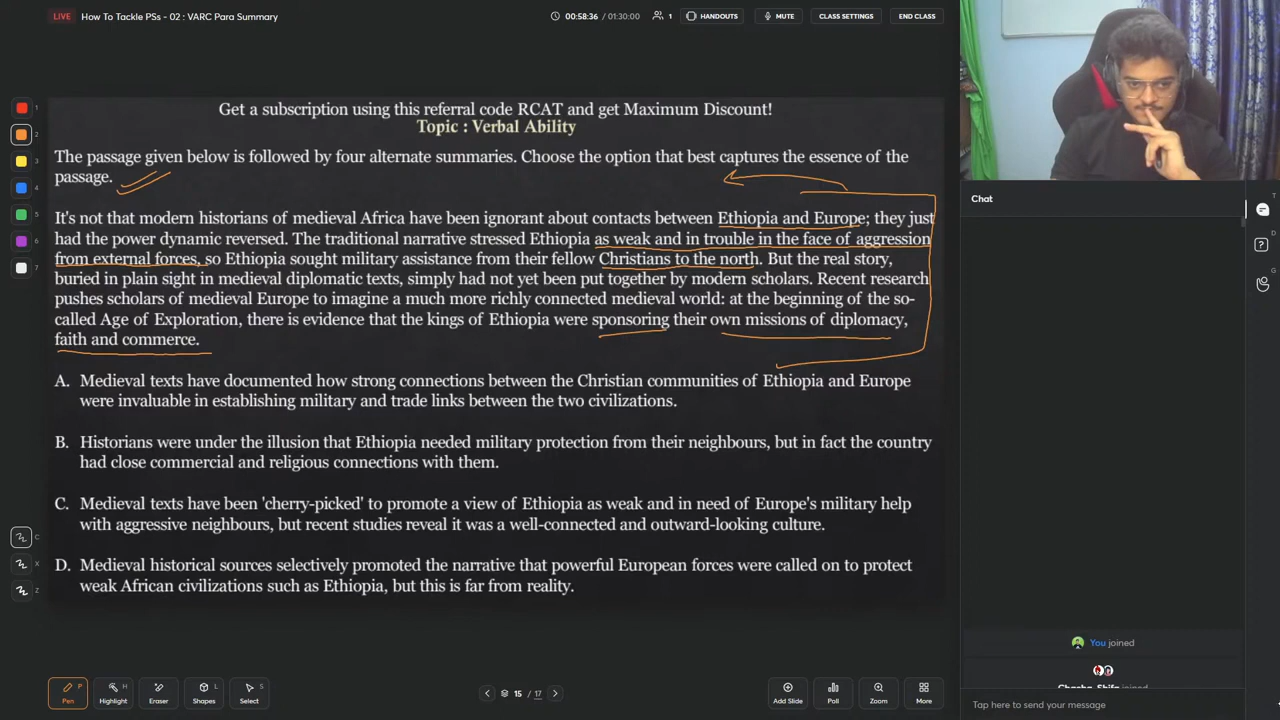 LIVE How To Tackle PSs - 02 : VARC Para Summary 00:58:36 / 01:30:00 1 HANDOUTS MUTE CLASS SETTINGS END CLASS
Get a subscription using this referral code RCAT and get Maximum Discount!
Topic : Verbal Ability
The passage given below is followed by four alternate summaries. Choose the option that best captures the essence of the
passage.
It's not that modern historians of medieval Africa have been ignorant about contacts between Ethiopia and Europe; they just
had the power dynamic reversed. The traditional narrative stressed Ethiopia as weak and in trouble in the face of aggression
from external forces, so Ethiopia sought military assistance from their fellow Christians to the north. But the real story,
buried in plain sight in medieval diplomatic texts, simply had not yet been put together by modern scholars. Recent research
pushes scholars of medieval Europe to imagine a much more richly connected medieval world: at the beginning of the so-
called Age of Exploration, there is evidence that the kings of Ethiopia were sponsoring their own missions of diplomacy,
faith and commerce.
A. Medieval texts have documented how strong connections between the Christian communities of Ethiopia and Europe
were invaluable in establishing military and trade links between the two civilizations.
B. Historians were under the illusion that Ethiopia needed military protection from their neighbours, but in fact the country
had close commercial and religious connections with them.
C. Medieval texts have been 'cherry-picked' to promote a view of Ethiopia as weak and in need of Europe's military help
with aggressive neighbours, but recent studies reveal it was a well-connected and outward-looking culture.
D. Medieval historical sources selectively promoted the narrative that powerful European forces were called on to protect
weak African civilizations such as Ethiopia, but this is far from reality.
1
2
3
4
5
6
7
C
X
Z
P
Pen
H
Highlight
Eraser
L
Shapes
S
Select
15 / 17
Add Slide
Poll
Zoom
More
Chat
You joined
joined
Tap here to send your message
T
D
C